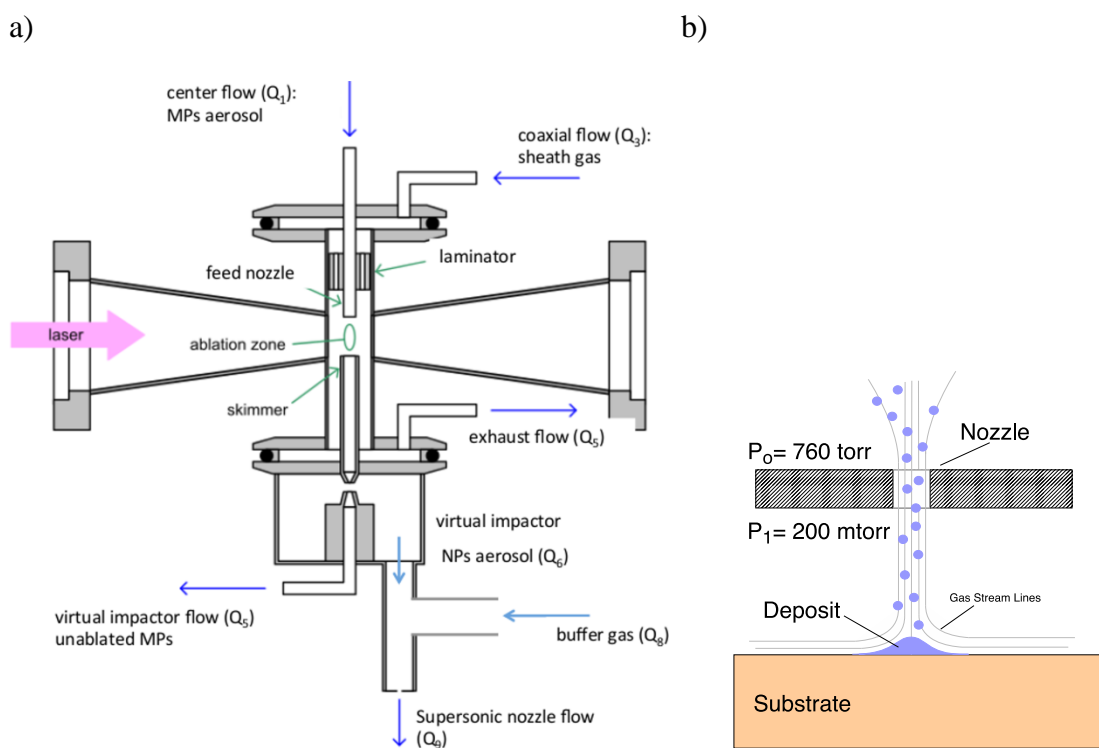 a)
b)
center flow (Q1):
MPs aerosol
coaxial flow (Q3):
sheath gas
laminator
feed nozzle
laser
ablation zone
skimmer
exhaust flow (Q5)
virtual impactor
NPs aerosol (Q6)
virtual impactor flow (Q5)
unablated MPs
buffer gas (Q8)
Supersonic nozzle flow
(Q9)
Nozzle
Po= 760 torr
P1= 200 mtorr
Gas Stream Lines
Deposit
Substrate